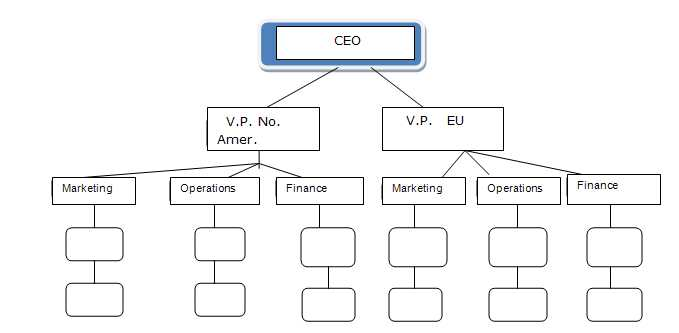 CEO
V.P. No.
Amer.
V.P. EU
Marketing
Operations
Finance
Marketing
Operations
Finance